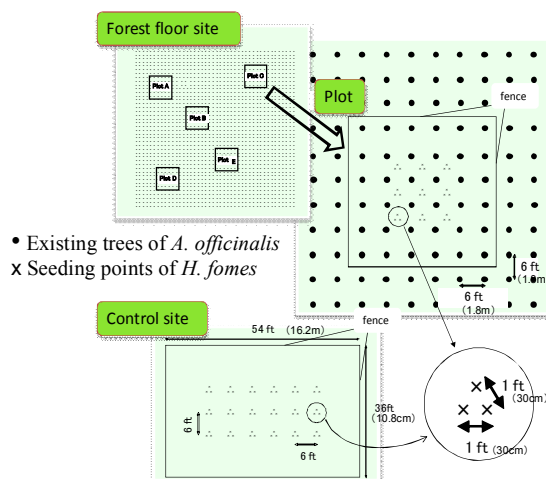 Forest floor site
Plot A
Plot B
Plot D
Plot E
Plot
fence
• Existing trees of A. officinalis
x Seeding points of H. fomes
6 ft
6 ft
(1.8m)
Control site
54 ft (16.2m)
fence
6 ft
6 ft
36ft
(10.8cm)
1 ft
(30cm)
1 ft (30cm)